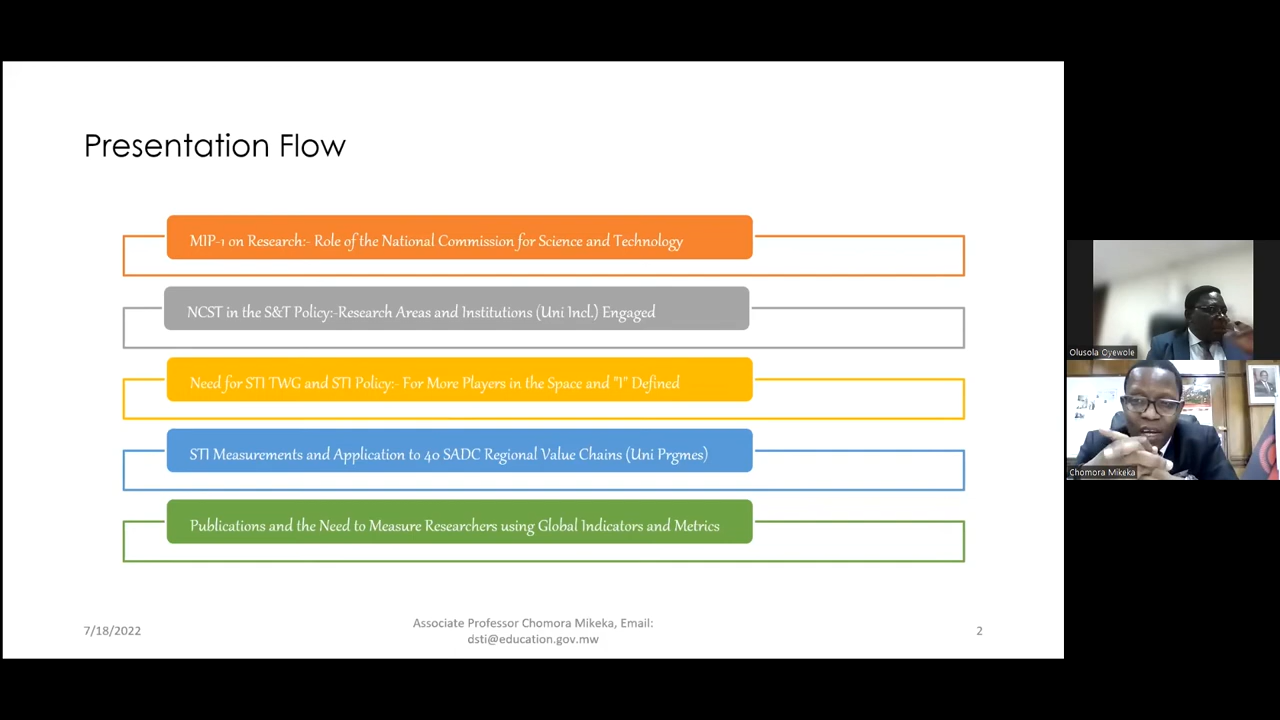 Presentation Flow
MIP-1 on Research:- Role of the National Commission for Science and Technology
NCST in the S&T Policy:-Research Areas and Institutions (Uni Incl.) Engaged
Need for STI TWG and STI Policy:- For More Players in the Space and "I" Defined
STI Measurements and Application to 40 SADC Regional Value Chains (Uni Prgmes)
Publications and the Need to Measure Researchers using Global Indicators and Metrics
7/18/2022
Associate Professor Chomora Mikeka, Email:
dsti@education.gov.mw
2
Olusola Oyewole
Chomora Mikeka